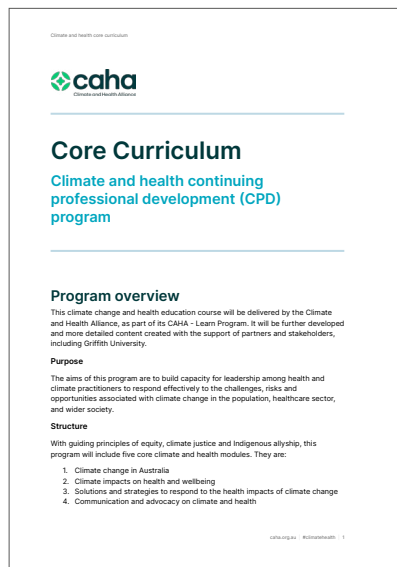 Climate and health core curriculum
caha
Climate and Health Alliance
Core Curriculum
Climate and health continuing
professional development (CPD)
program
Program overview
This climate change and health education course will be delivered by the Climate
and Health Alliance, as part of its CAHA - Learn Program. It will be further developed
and more detailed content created with the support of partners and stakeholders,
including Griffith University.
Purpose
The aims of this program are to build capacity for leadership among health and
climate practitioners to respond effectively to the challenges, risks and
opportunities associated with climate change in the population, healthcare sector,
and wider society.
Structure
With guiding principles of equity, climate justice and Indigenous allyship, this
program will include five core climate and health modules. They are:
1. Climate change in Australia
2. Climate impacts on health and wellbeing
3. Solutions and strategies to respond to the health impacts of climate change
4. Communication and advocacy on climate and health
caha.org.au | #climatehealth | 1